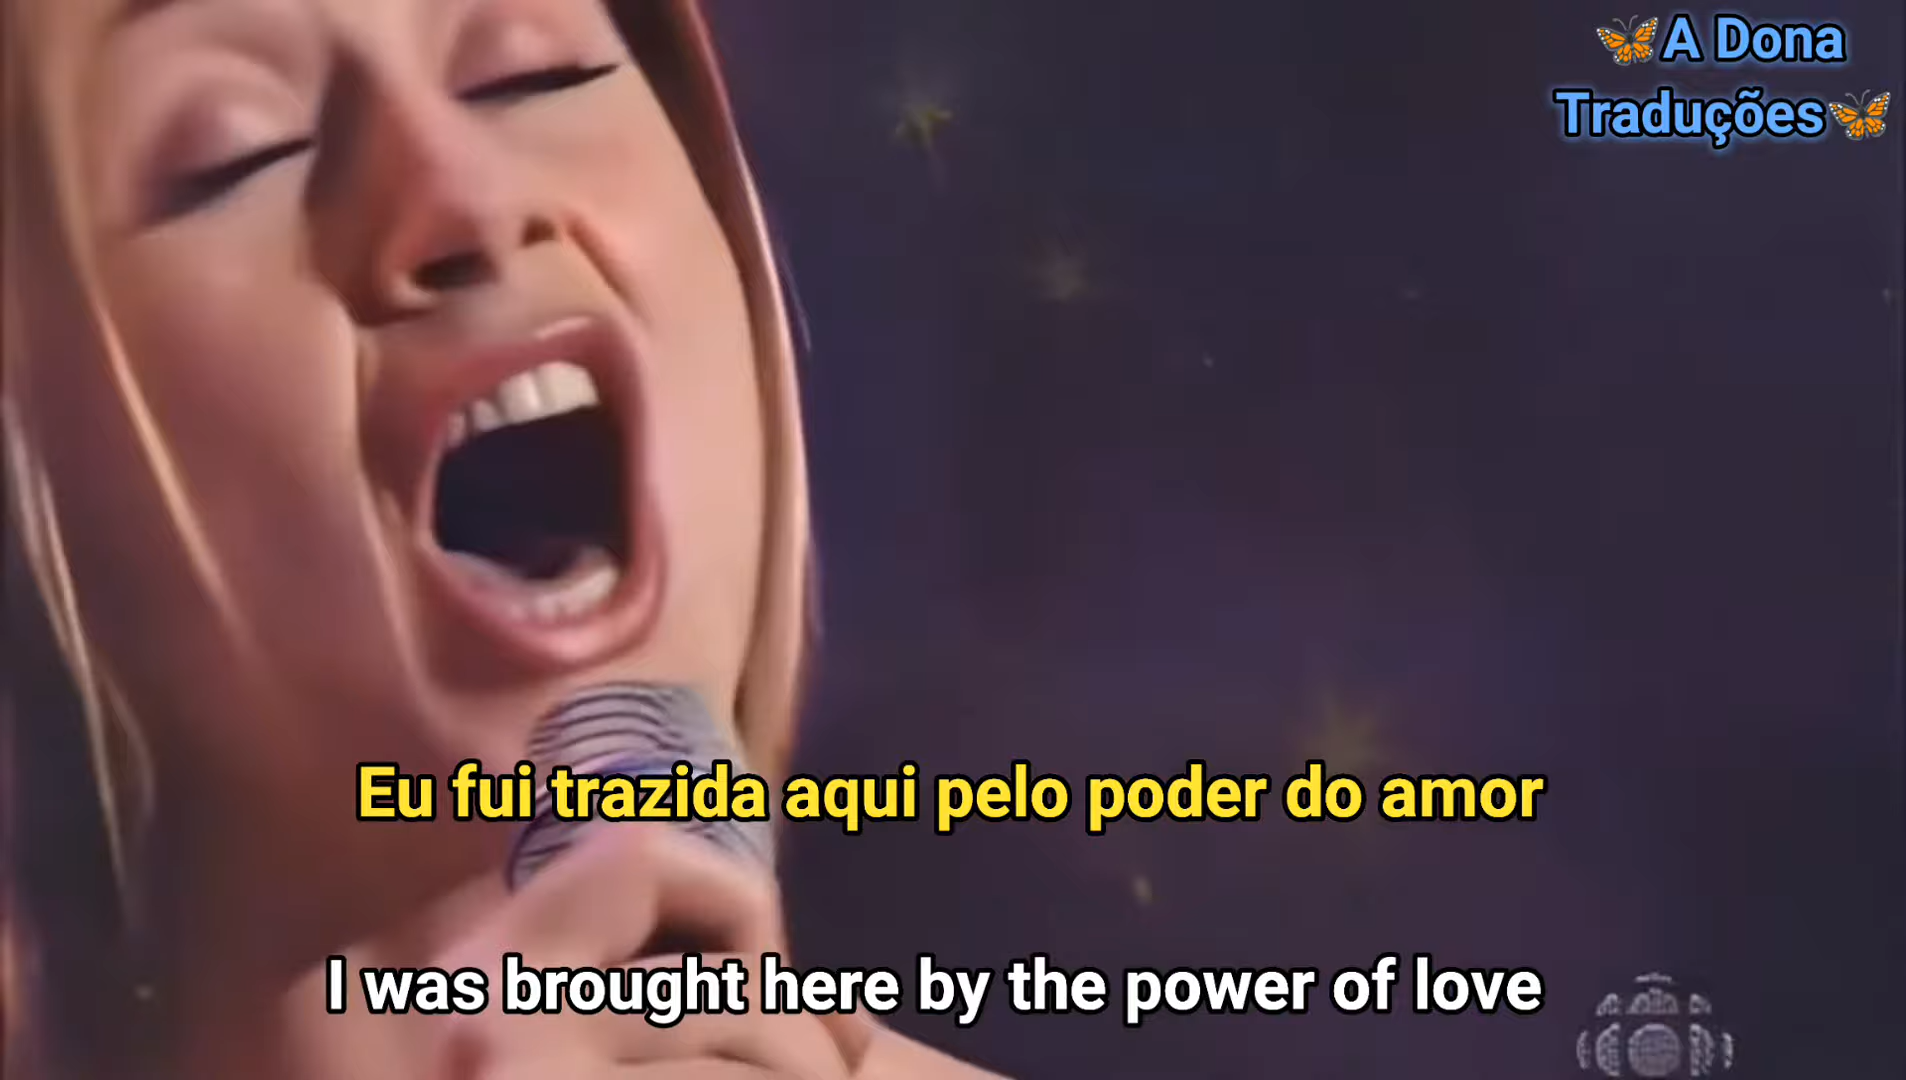 🦋A Dona
Traduções🦋
Eu fui trazida aqui pelo poder do amor
I was brought here by the power of love